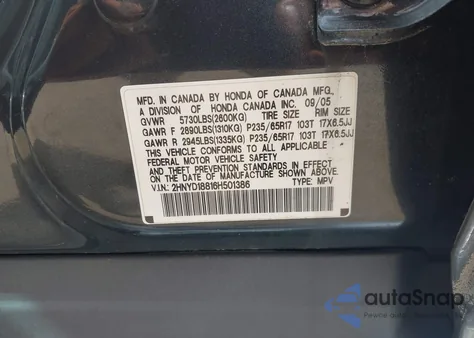 MFD. IN CANADA BY HONDA OF CANADA MFG.,
A DIVISION OF HONDA CANADA INC. 09/05
GVWR 5730LBS(2600KG) TIRE SIZE RIM SIZE
GAWR F 2890LBS(1310KG) P235/65R17 103T 17X6.5JJ
GAWR R 2945LBS(1335KG) P235/65R17 103T 17X6.5JJ
THIS VEHICLE CONFORMS TO ALL APPLICABLE
FEDERAL MOTOR VEHICLE SAFETY
AND THEFT PREVENTION STANDARDS IN EFFECT
ON THE DATE OF MANUFACTURE SHOWN ABOVE.
V.I.N: 2HNYD18816H501386 TYPE: MPV
autaSnap